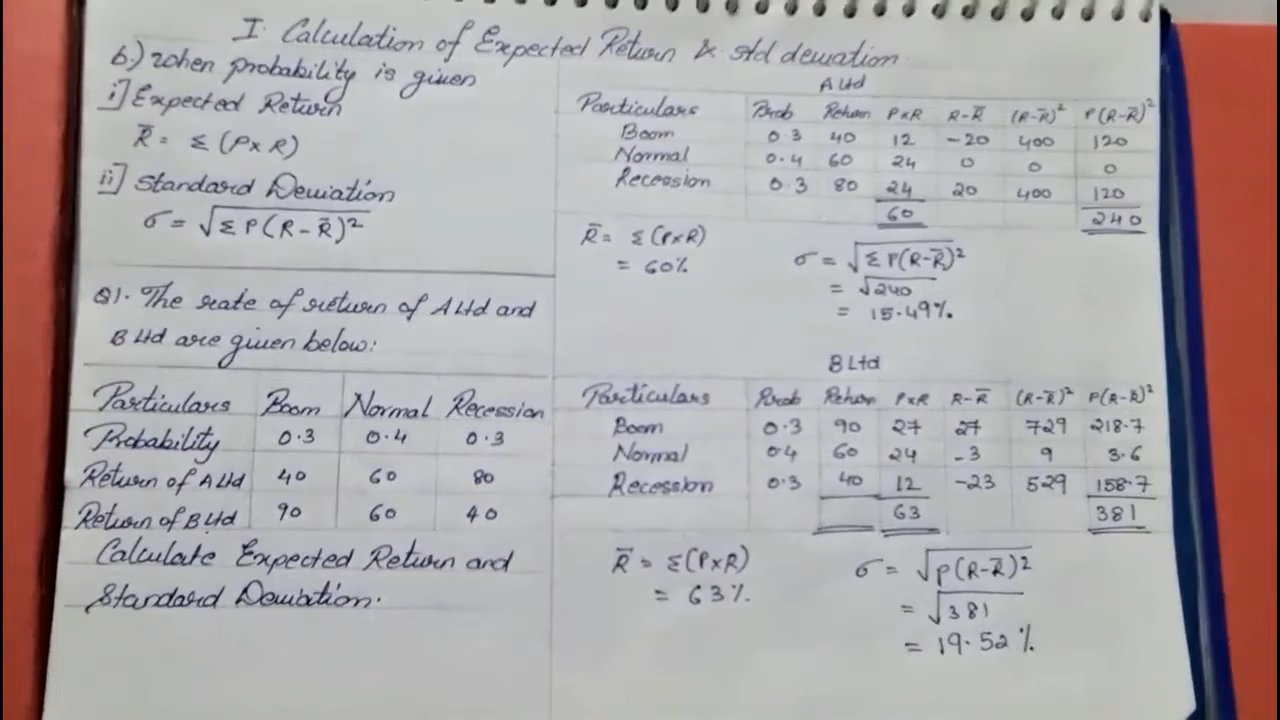 I. Calculation of Expected Return & std deviation
b.) when probability is given
i] Expected Return
R̄ = Σ (P×R)
ii] Standard Deviation
σ = √Σ P(R-R̄)²
Q1. The rate of return of A Ltd and
B Ltd are given below:
Particulars Boom Normal Recession
Probability 0.3 0.4 0.3
Return of A Ltd 40 60 80
Return of B Ltd 90 60 40
Calculate Expected Return and
Standard Deviation.
A Ltd
Particulars Prob Return P×R R-R̄ (R-R̄)² P(R-R̄)²
Boom 0.3 40 12 -20 400 120
Normal 0.4 60 24 0 0 0
Recession 0.3 80 24 20 400 120
60 240
R̄ = Σ (P×R)
= 60%
σ = √Σ P(R-R̄)²
= √240
= 15.49%
B Ltd
Particulars Prob Return P×R R-R̄ (R-R̄)² P(R-R̄)²
Boom 0.3 90 27 27 729 218.7
Normal 0.4 60 24 -3 9 3.6
Recession 0.3 40 12 -23 529 158.7
63 381
R̄ = Σ(P×R)
= 63%
σ = √P(R-R̄)²
= √381
= 19.52%